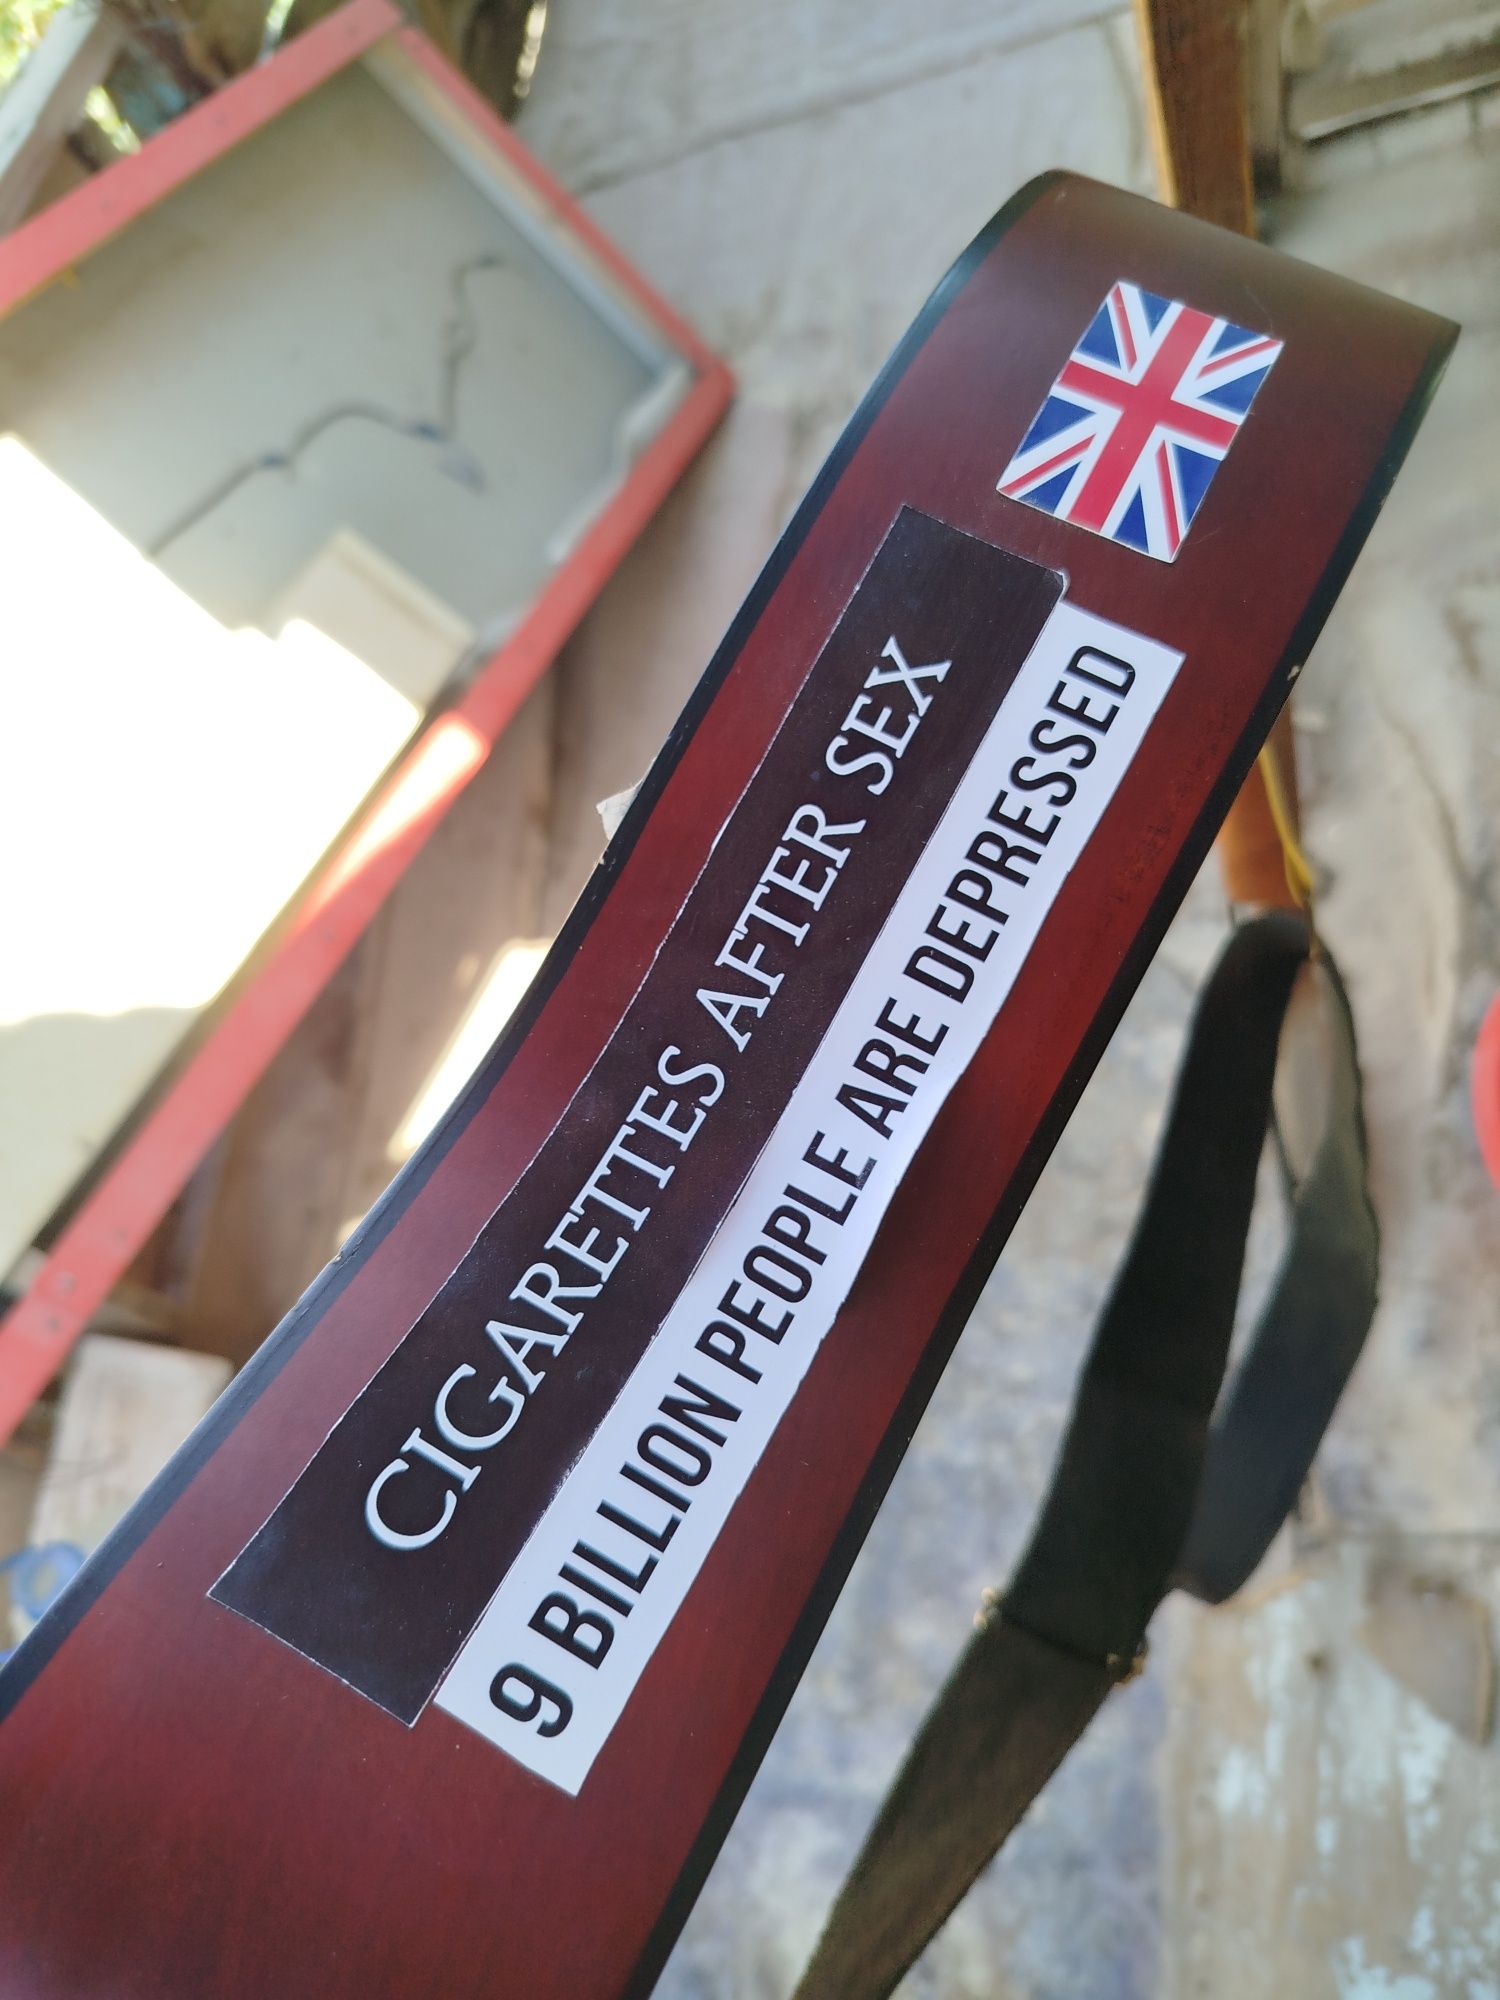 CIGARETTES AFTER SEX
9 BILLION PEOPLE ARE DEPRESSED